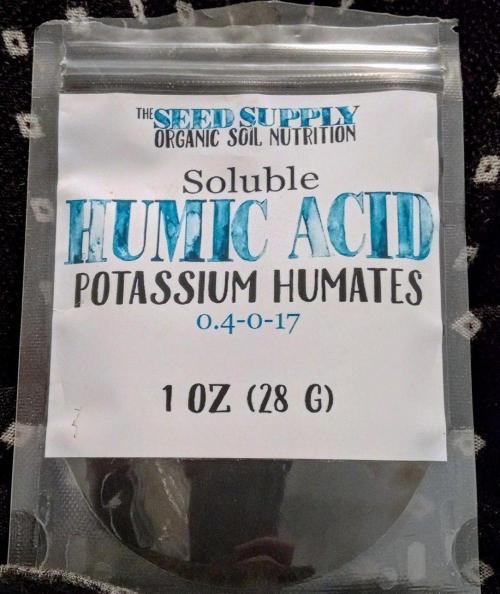 THE SEED SUPPLY
ORGANIC SOIL NUTRITION
Soluble
HUMIC ACID
POTASSIUM HUMATES
0.4-0-17
1 OZ (28 G)